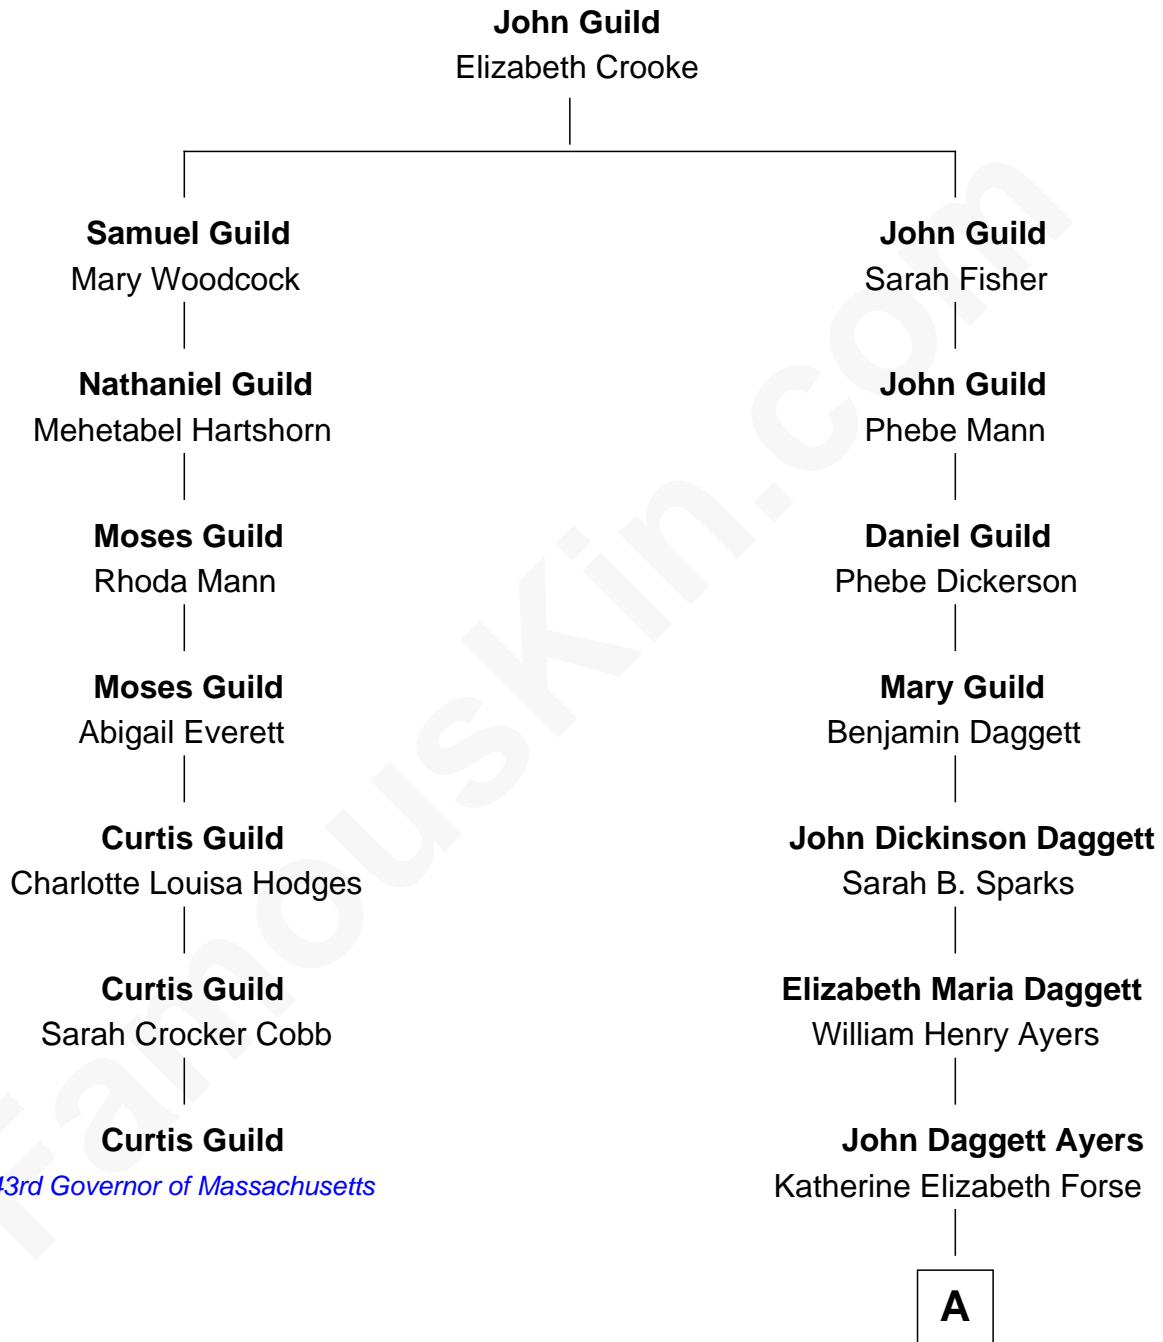 John Guild
Elizabeth Crooke
Samuel Guild
Mary Woodcock
John Guild
Sarah Fisher
Nathaniel Guild
Mehetabel Hartshorn
John Guild
Phebe Mann
Moses Guild
Rhoda Mann
Daniel Guild
Phebe Dickerson
Moses Guild
Abigail Everett
Mary Guild
Benjamin Daggett
Curtis Guild
Charlotte Louisa Hodges
John Dickinson Daggett
Sarah B. Sparks
Curtis Guild
Sarah Crocker Cobb
Elizabeth Maria Daggett
William Henry Ayers
Curtis Guild
43rd Governor of Massachusetts
John Daggett Ayers
Katherine Elizabeth Forse
A
FamousKin.com